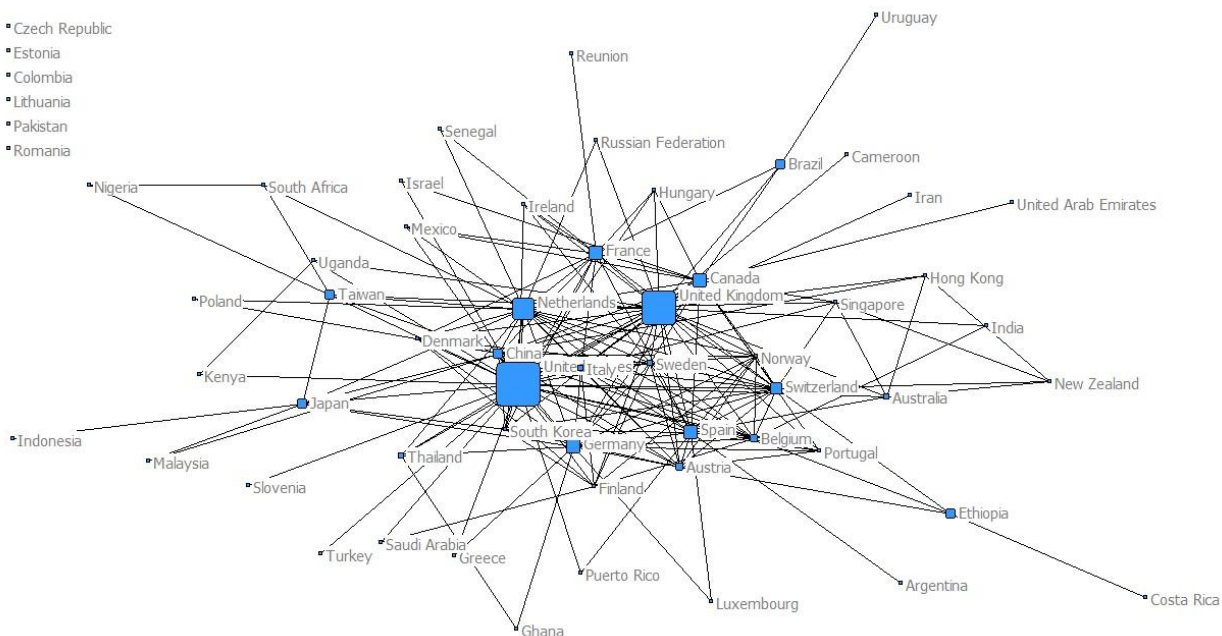 Czech Republic
Estonia
Colombia
Lithuania
Pakistan
Romania
Uruguay
Reunion
Senegal
Russian Federation
Brazil
Cameroon
Nigeria
South Africa
Israel
Ireland
Hungary
Iran
United Arab Emirates
Mexico
France
Uganda
Canada
Hong Kong
Poland
Taiwan
Netherlands
United Kingdom
Singapore
India
Denmark
China
United
es
Italy
Sweden
Norway
Kenya
Switzerland
New Zealand
Japan
Australia
Indonesia
South Korea
Spain
Malaysia
Thailand
Germany
Belgium
Portugal
Austria
Slovenia
Finland
Ethiopia
Turkey
Saudi Arabia
Greece
Puerto Rico
Argentina
Luxembourg
Costa Rica
Ghana